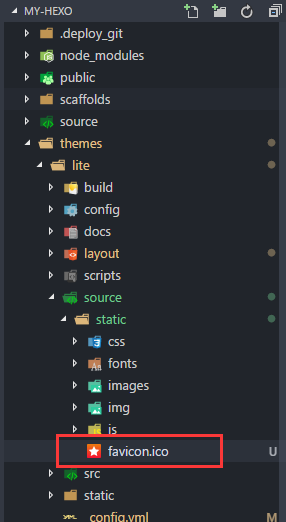 MY-HEXO
.deploy_git
node_modules
public
scaffolds
source
themes
lite
build
config
docs
layout
scripts
source
static
css
fonts
images
img
js
favicon.ico U
src
static
_config.yml